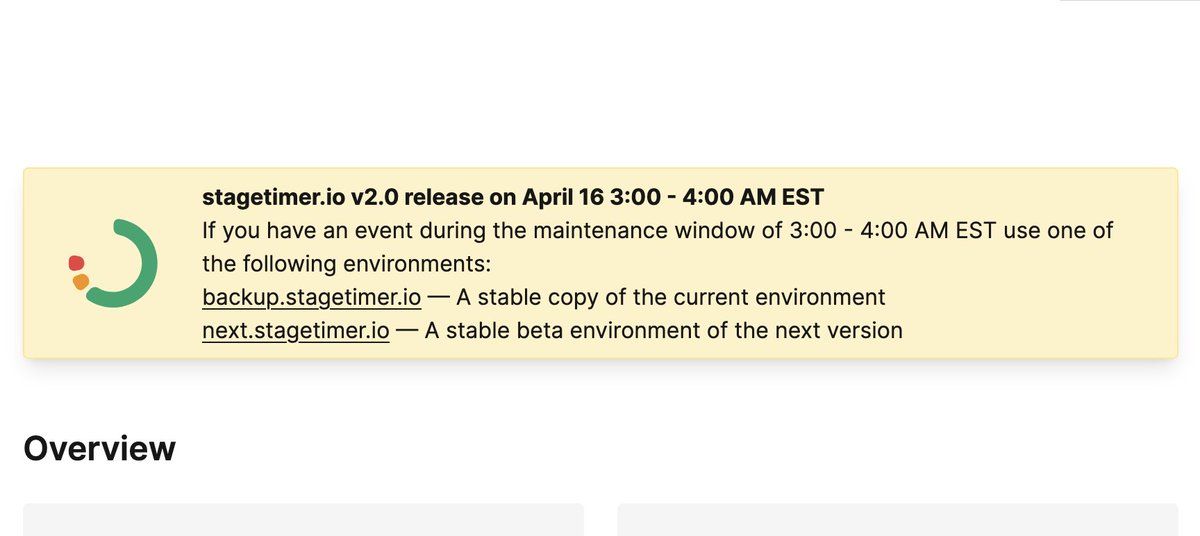 stagetimer.io v2.0 release on April 16 3:00 - 4:00 AM EST
If you have an event during the maintenance window of 3:00 - 4:00 AM EST use one of
the following environments:
backup.stagetimer.io — A stable copy of the current environment
next.stagetimer.io — A stable beta environment of the next version
Overview